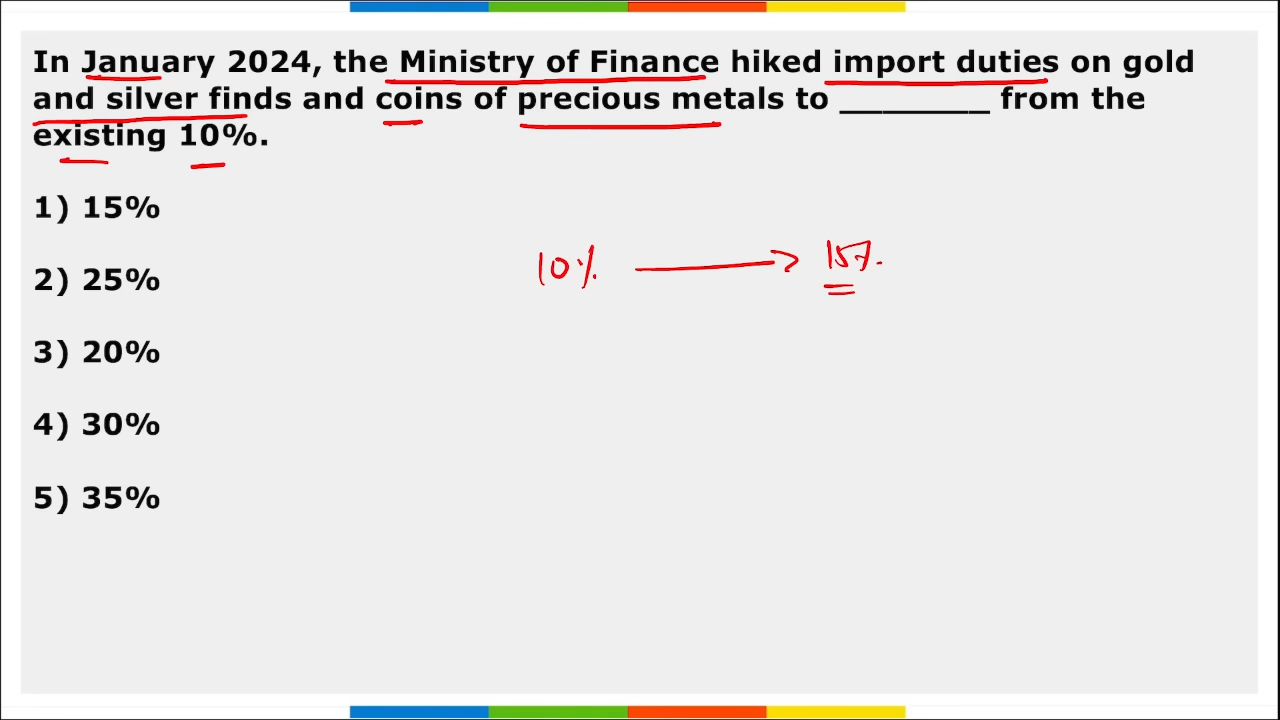 In January 2024, the Ministry of Finance hiked import duties on gold
and silver finds and coins of precious metals to ________ from the
existing 10%.
1) 15%
2) 25%
10% 15%.
3) 20%
4) 30%
5) 35%